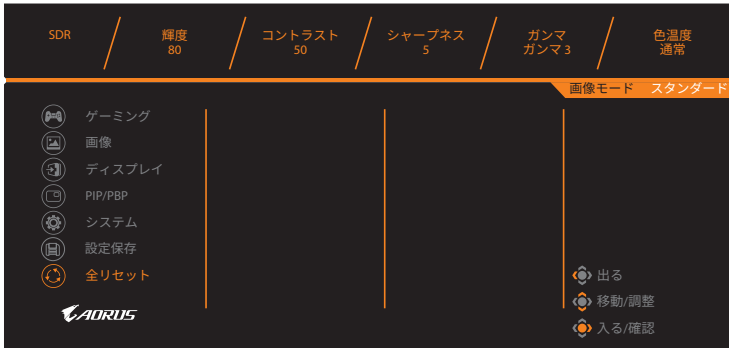 SDR
輝度
80
コントラスト
50
シャープネス
5
ガンマ
ガンマ 3
色温度
通常
画像モード スタンダード
ゲーミング
画像
ディスプレイ
PIP/PBP
システム
設定保存
全リセット
AORUS
出る
移動/調整
入る/確認